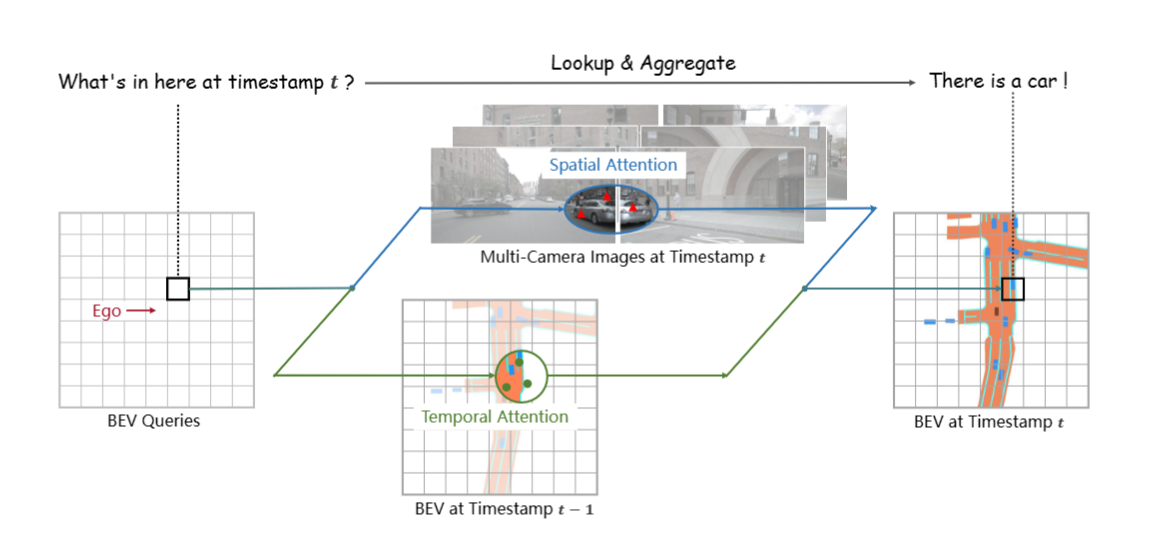 Lookup & Aggregate
What's in here at timestamp t ?
There is a car !
Spatial Attention
Multi-Camera Images at Timestamp t
Ego
BEV Queries
Temporal Attention
BEV at Timestamp t
BEV at Timestamp t − 1